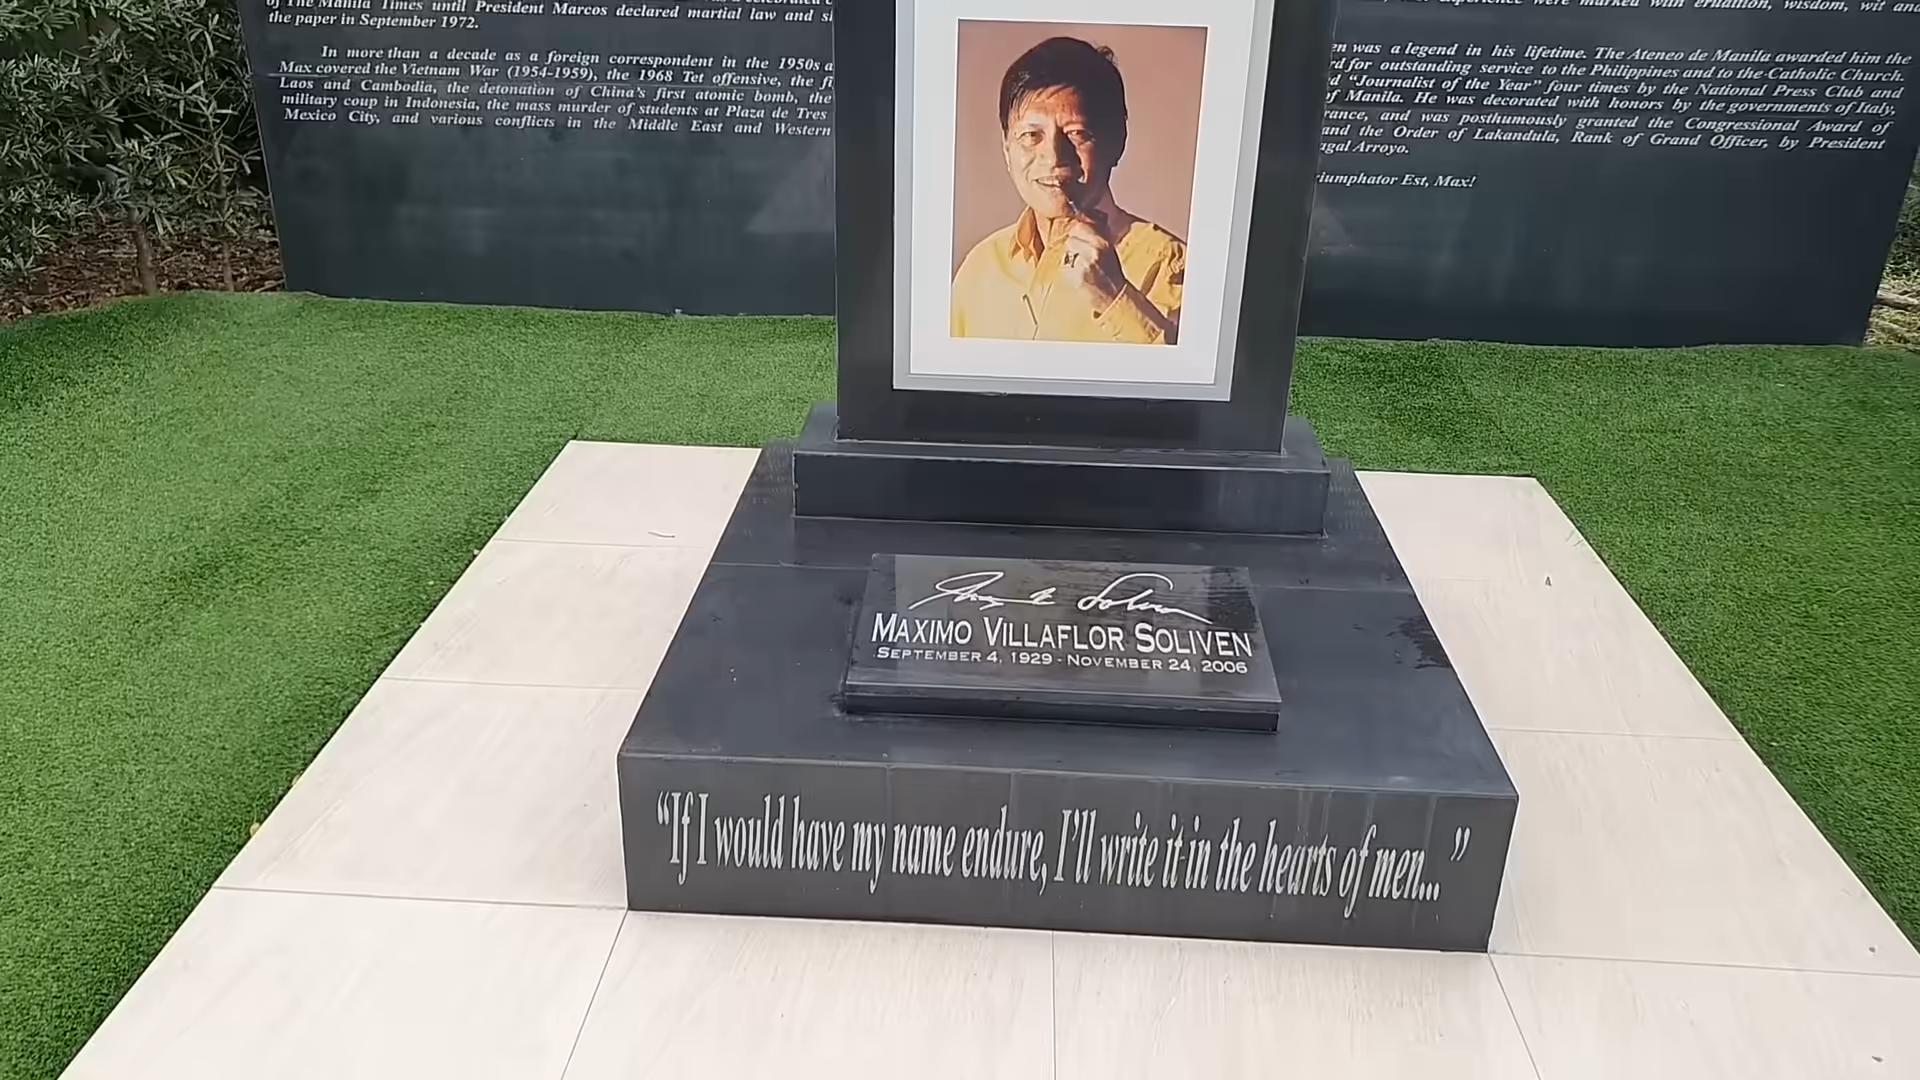 of The Manila Times until President Marcos declared martial law and
the paper in September 1972.
In more than a decade as a foreign correspondent in the 1950s
Max covered the Vietnam War (1954-1959), the 1968 Tet offensive, the
Laos and Cambodia, the detonation of China's first atomic bomb, the
military coup in Indonesia, the mass murder of students at Plaza de Tres
Mexico City, and various conflicts in the Middle East and Western
experience were marked with erudition, wisdom, wit and
was a legend in his lifetime. The Ateneo de Manila awarded him the
for outstanding service to the Philippines and to the Catholic Church.
"Journalist of the Year" four times by the National Press Club and
of Manila. He was decorated with honors by the governments of Italy,
and was posthumously granted the Congressional Award of
and the Order of Lakandula, Rank of Grand Officer, by President
Arroyo.
Est, Max!
MAXIMO VILLAFLOR SOLIVEN
SEPTEMBER 4, 1929 - NOVEMBER 24, 2006
"If I would have my name endure, I'll write it in the hearts of men... "